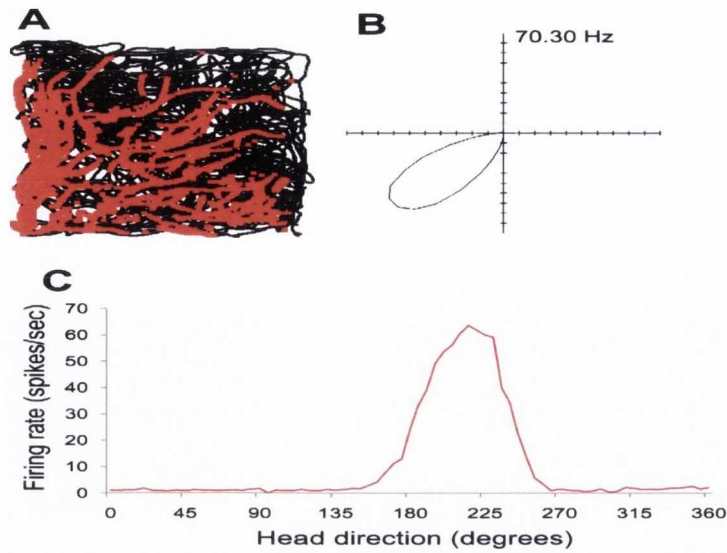 A
B
70.30 Hz
C
Firing rate (spikes/sec)
70
60
50
40
30
20
10
0
0 45 90 135 180 225 270 315 360
Head direction (degrees)